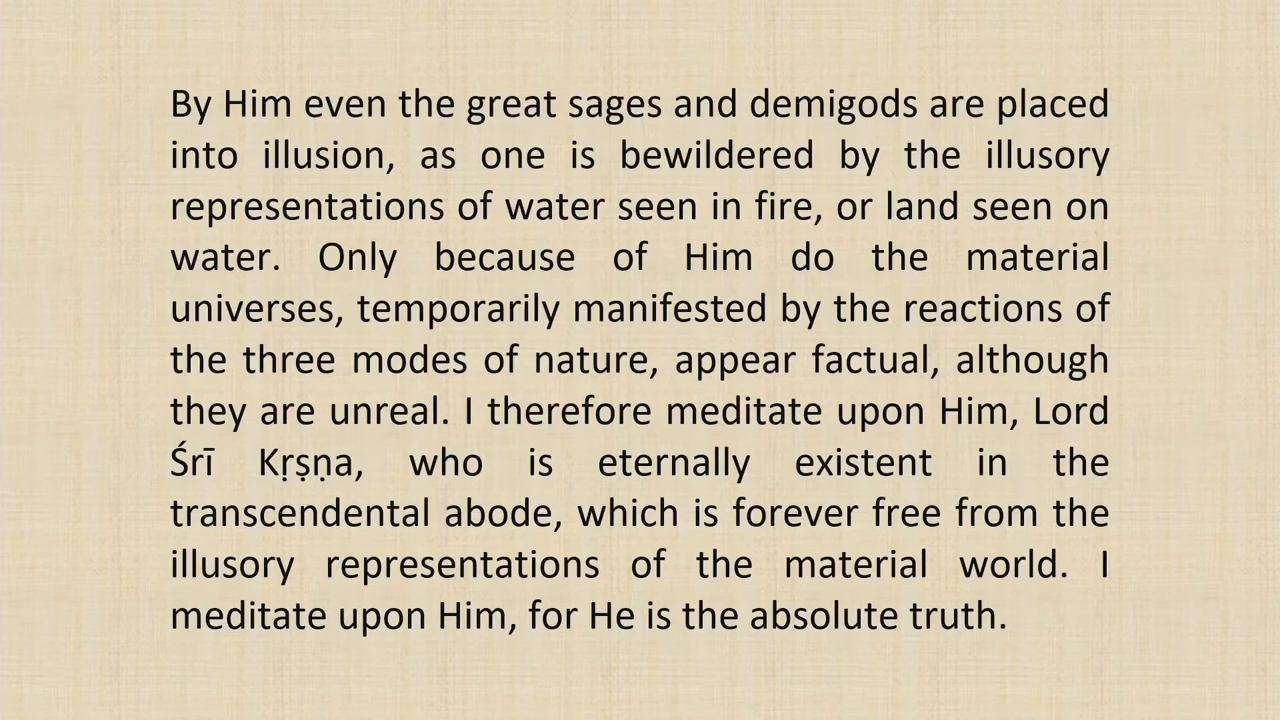 By Him even the great sages and demigods are placed
into illusion, as one is bewildered by the illusory
representations of water seen in fire, or land seen on
water. Only because of Him do the material
universes, temporarily manifested by the reactions of
the three modes of nature, appear factual, although
they are unreal. I therefore meditate upon Him, Lord
Śrī Kṛṣṇa, who is eternally existent in the
transcendental abode, which is forever free from the
illusory representations of the material world. I
meditate upon Him, for He is the absolute truth.